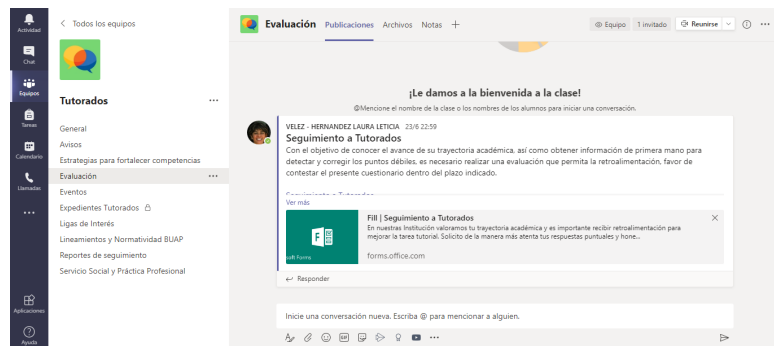 Actividad
Chat
Equipos
Tareas
Calendario
Llamadas
Aplicaciones
Ayuda
Todos los equipos
Tutorados
General
Avisos
Estrategias para fortalecer competencias
Evaluación
Eventos
Expedientes Tutorados
Ligas de Interés
Lineamientos y Normatividad BUAP
Reportes de seguimiento
Servicio Social y Práctica Profesional
Evaluación Publicaciones Archivos Notas
Equipo 1 invitado Reunirse
¡Le damos a la bienvenida a la clase!
@Mencione el nombre de la clase o los nombres de los alumnos para iniciar una conversación.
VELEZ - HERNANDEZ LAURA LETICIA 23/6 22:59
Seguimiento a Tutorados
Con el objetivo de conocer el avance de su trayectoria académica, así como obtener información de primera mano para
detectar y corregir los puntos débiles, es necesario realizar una evaluación que permita la retroalimentación, favor de
contestar el presente cuestionario dentro del plazo indicado.
Seguimiento a Tutorados
Ver más
Fill | Seguimiento a Tutorados
En nuestras Institución valoramos tu trayectoria académica y es importante recibir retroalimentación para
mejorar la tarea tutorial. Solicito de la manera más atenta tus respuestas puntuales y hone...
soft Forms
forms.office.com
Responder
Inicie una conversación nueva. Escriba @ para mencionar a alguien.
GIF